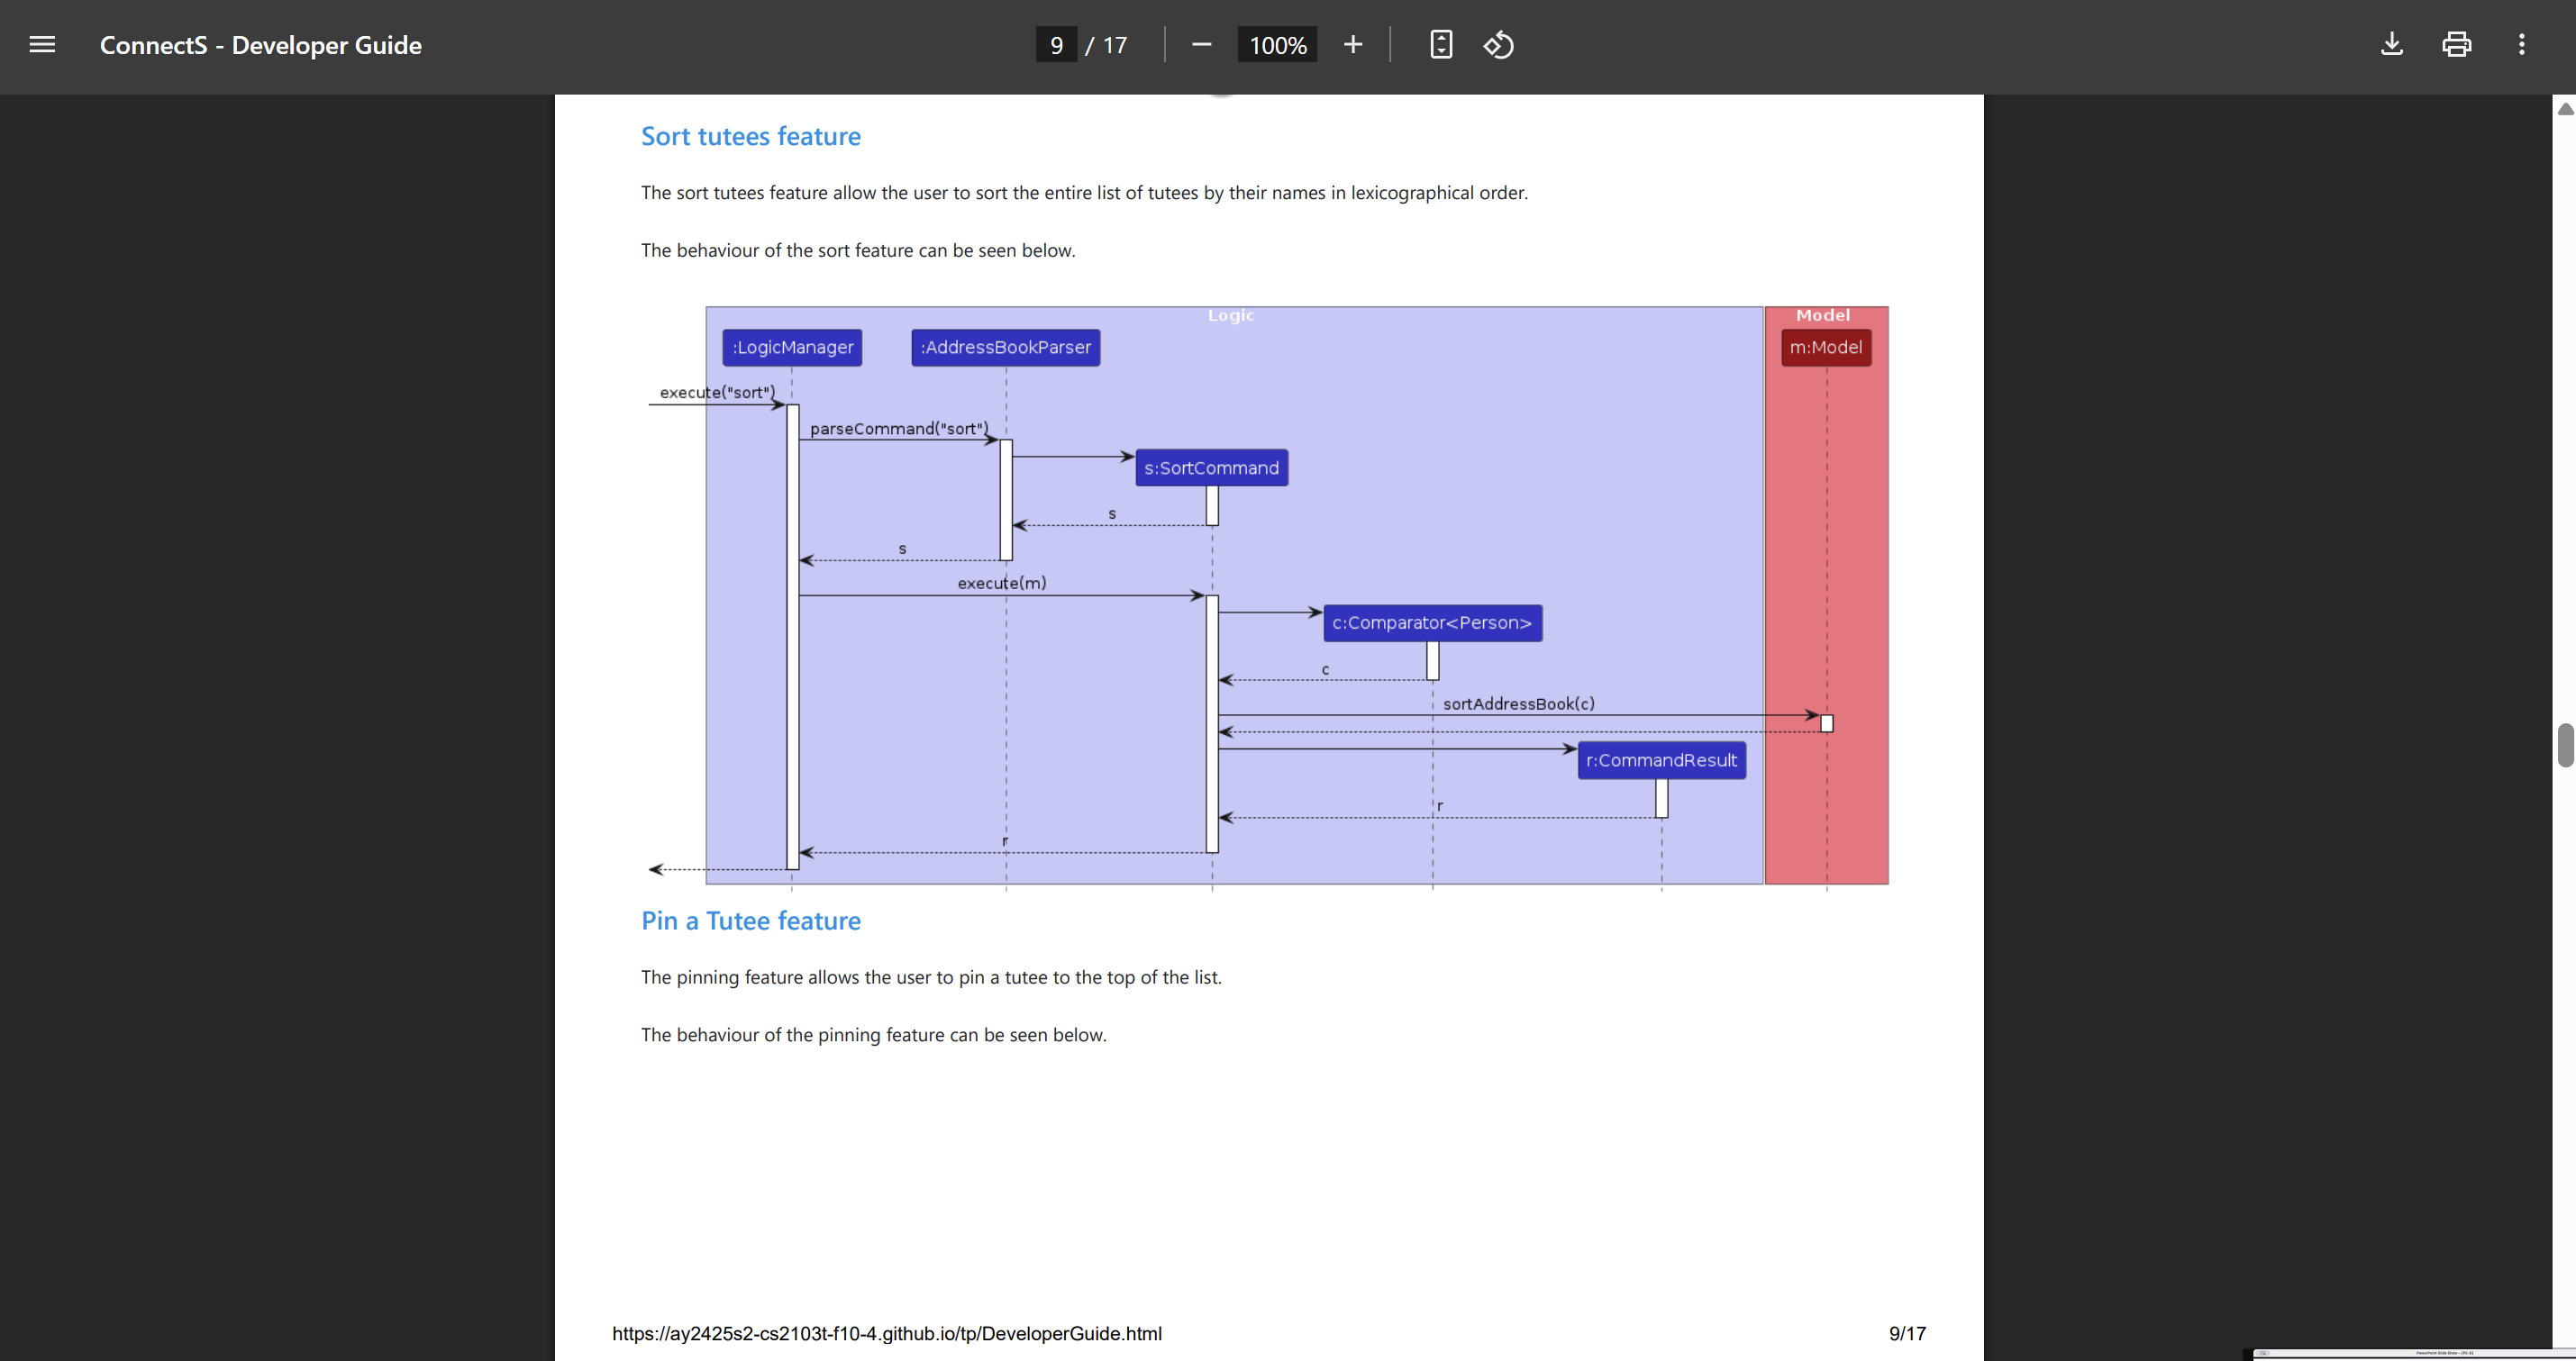 ConnectS - Developer Guide
9 / 17
100%
Sort tutees feature
The sort tutees feature allow the user to sort the entire list of tutees by their names in lexicographical order.
The behaviour of the sort feature can be seen below.
Logic
Model
:LogicManager
:AddressBookParser
m:Model
execute("sort")
parseCommand("sort")
s:SortCommand
s
s
execute(m)
c:Comparator<Person>
c
sortAddressBook(c)
r:CommandResult
r
r
Pin a Tutee feature
The pinning feature allows the user to pin a tutee to the top of the list.
The behaviour of the pinning feature can be seen below.
https://ay2425s2-cs2103t-f10-4.github.io/tp/DeveloperGuide.html
9/17